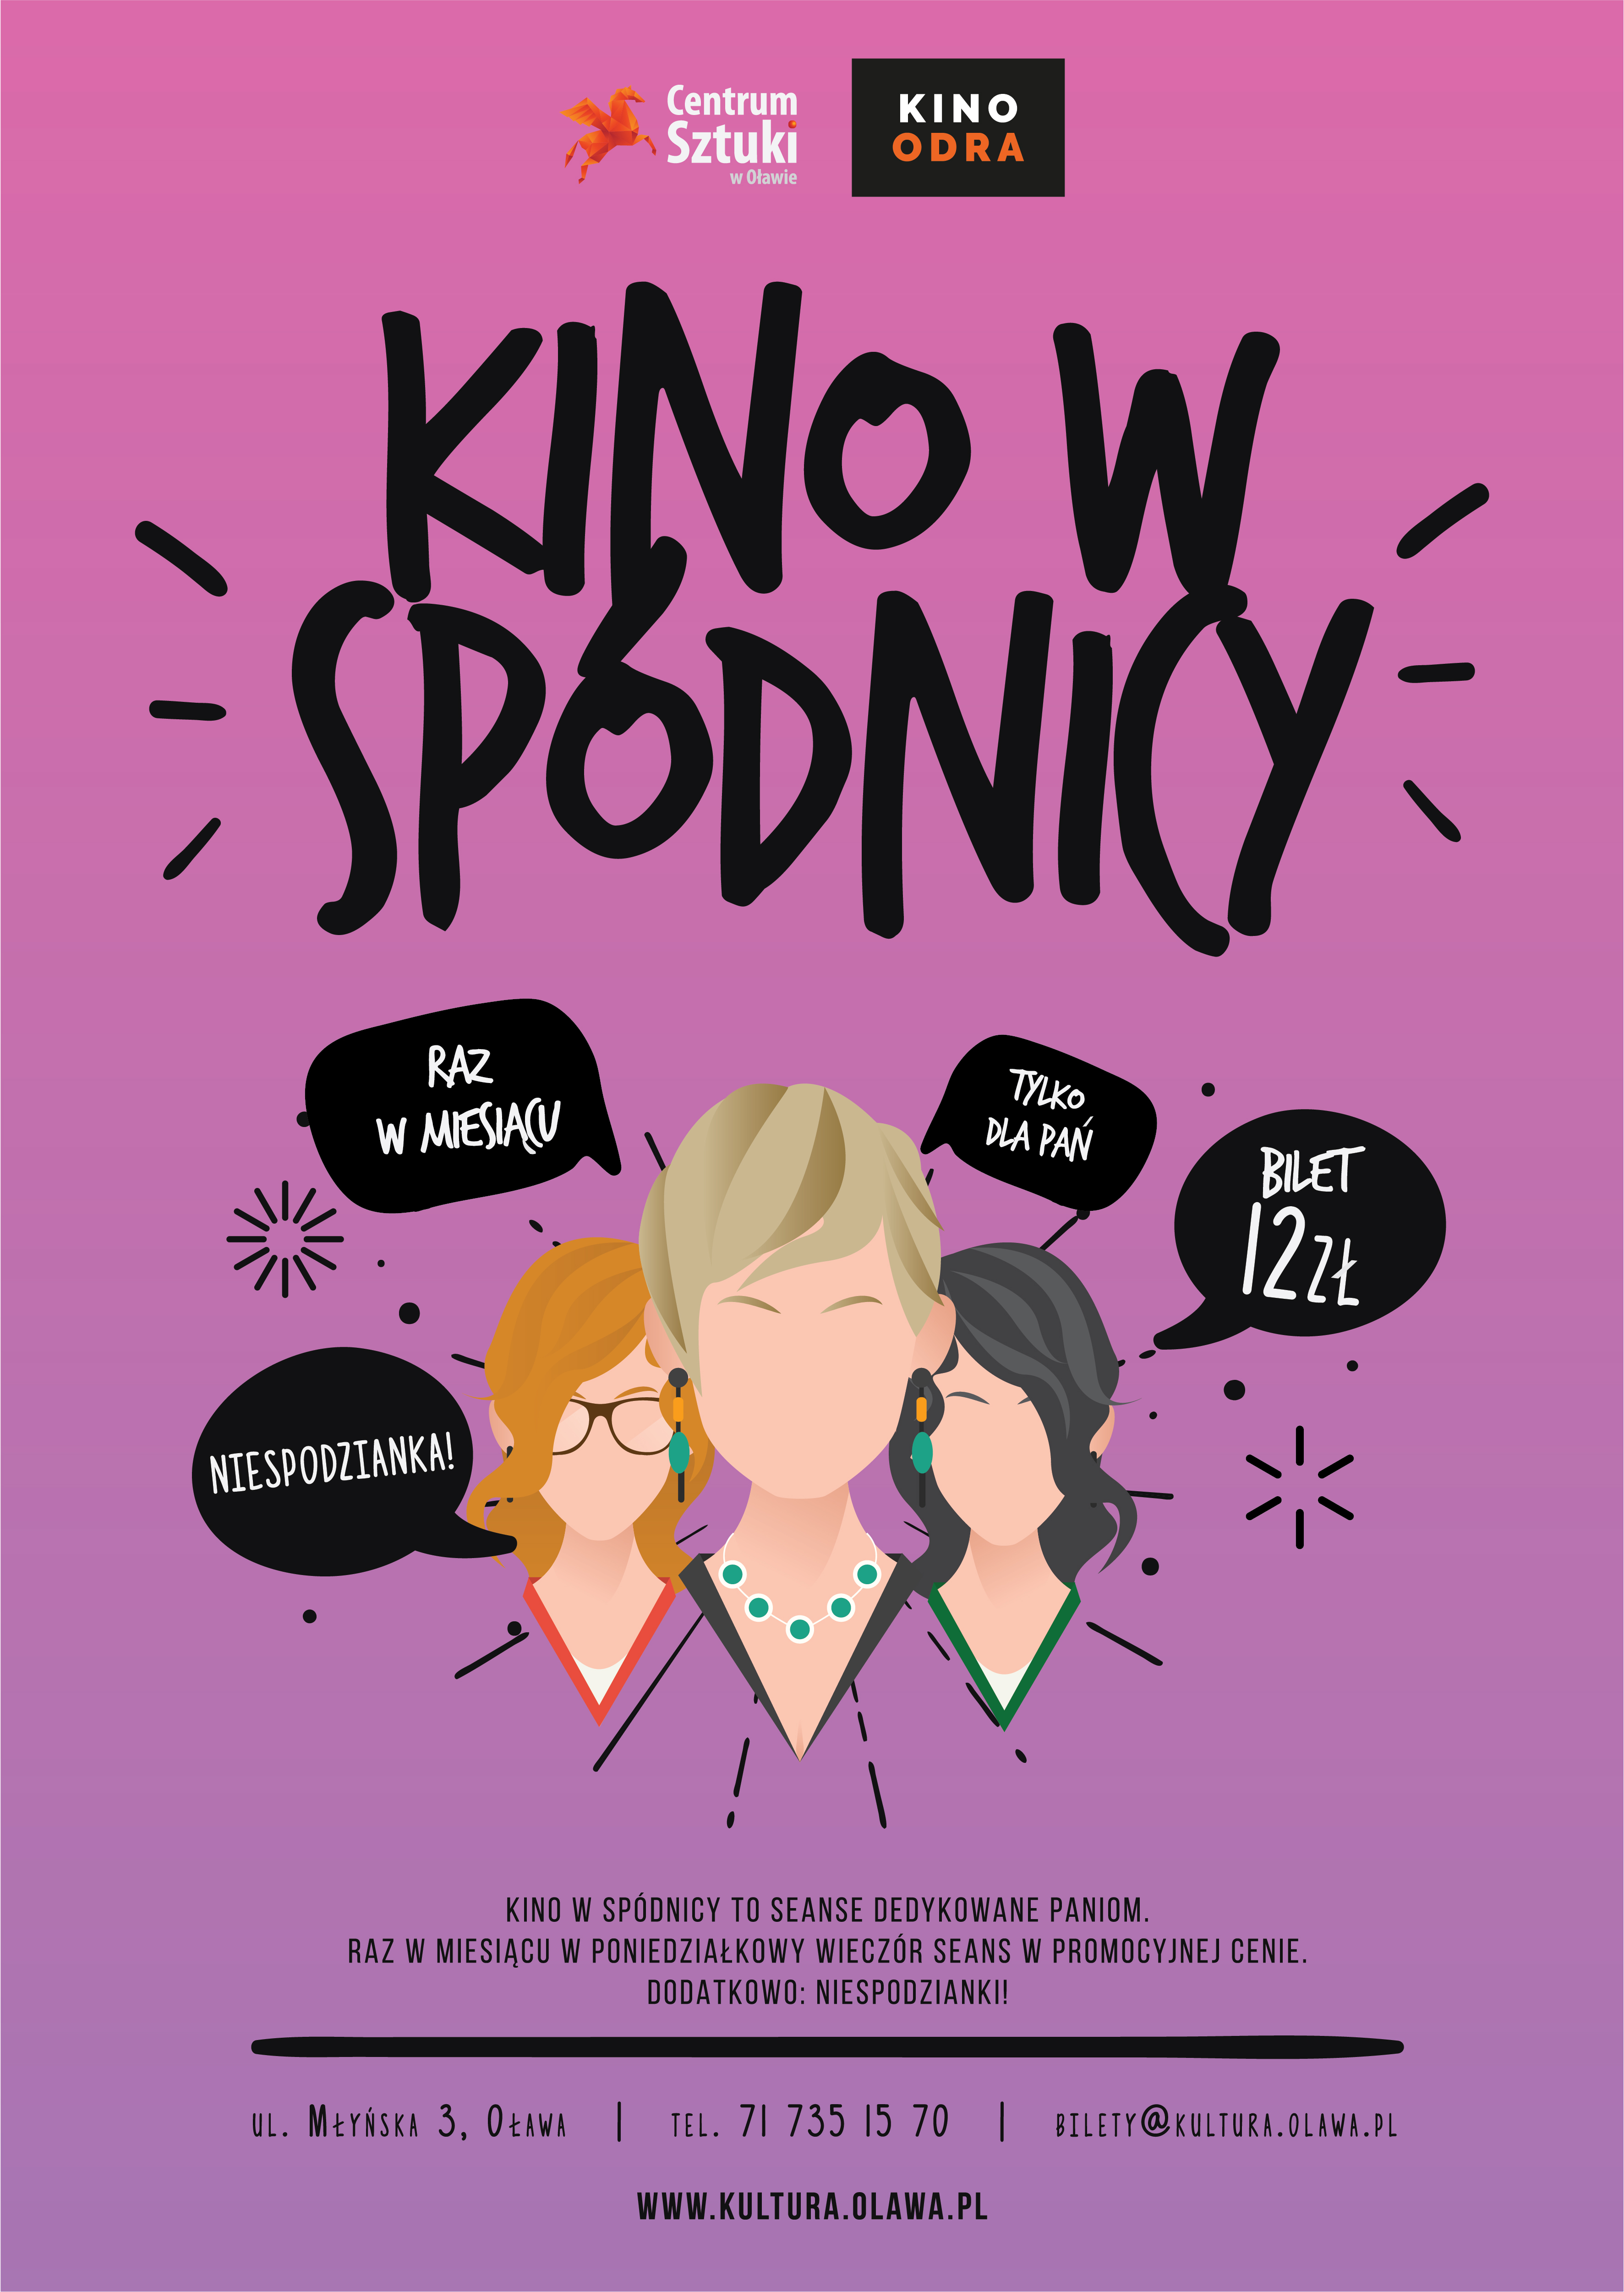 Centrum
Sztuki
w Oławie
KINO
ODRA
KINO W
SPÓDNICY
RAZ
W MIESIĄCU
TYLKO
DLA PAŃ
BILET
12 ZŁ
NIESPODZIANKA!
KINO W SPÓDNICY TO SEANSE DEDYKOWANE PANIOM.
RAZ W MIESIĄCU W PONIEDZIAŁKOWY WIECZÓR SEANS W PROMOCYJNEJ CENIE.
DODATKOWO: NIESPODZIANKI!
UL. MŁYŃSKA 3, OŁAWA | TEL. 71 735 15 70 | BILETY@KULTURA.OLAWA.PL
WWW.KULTURA.OLAWA.PL